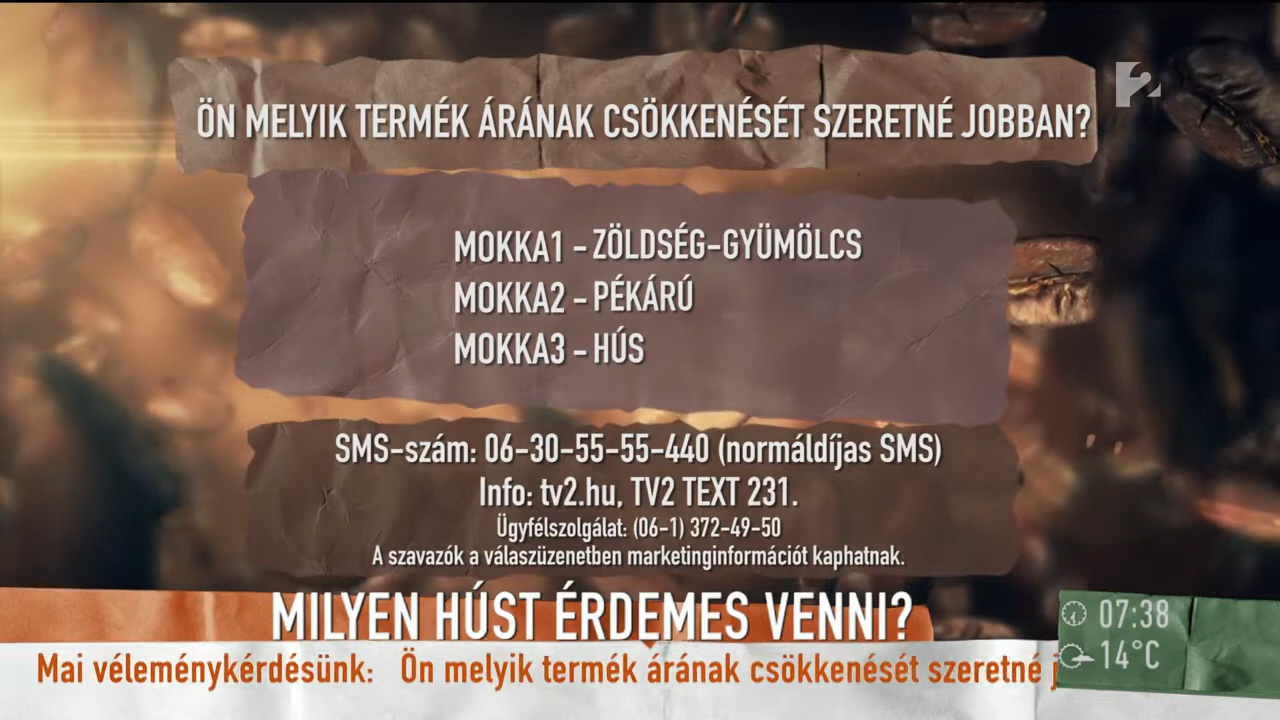 ÖN MELYIK TERMÉK ÁRÁNAK CSÖKKENÉSÉT SZERETNÉ JOBBAN?
2
MOKKA1 - ZÖLDSÉG-GYÜMÖLCS
MOKKA2 - PÉKÁRÚ
MOKKA3 - HÚS
SMS-szám: 06-30-55-55-440 (normáldíjas SMS)
Info: tv2.hu, TV2 TEXT 231.
Ügyfélszolgálat: (06-1) 372-49-50
A szavazók a válaszüzenetben marketinginformációt kaphatnak.
MILYEN HÚST ÉRDEMES VENNI?
07:38
14°C
Mai véleménykérdésünk: Ön melyik termék árának csökkenését szeretné j